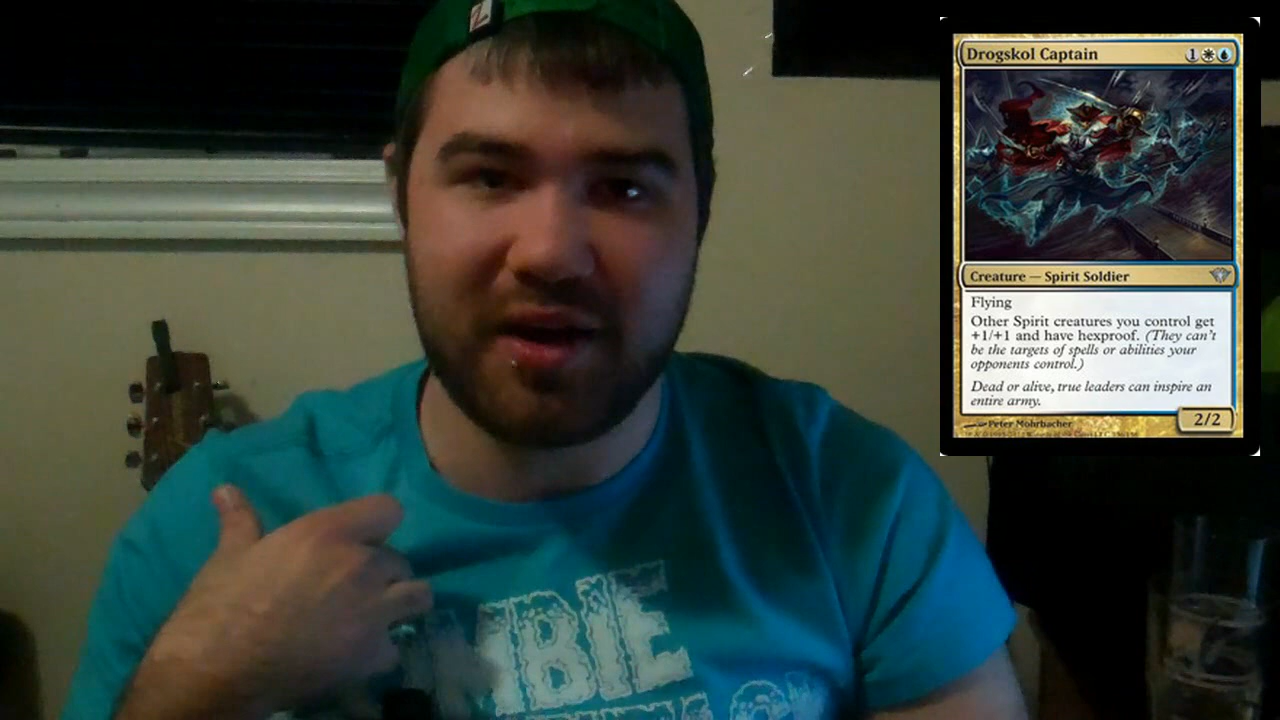 Drogskol Captain 1
Creature — Spirit Soldier
Flying
Other Spirit creatures you control get
+1/+1 and have hexproof. (They can't
be the targets of spells or abilities your
opponents control.)
Dead or alive, true leaders can inspire an
entire army.
2/2
Peter Mohrbacher
MBIE